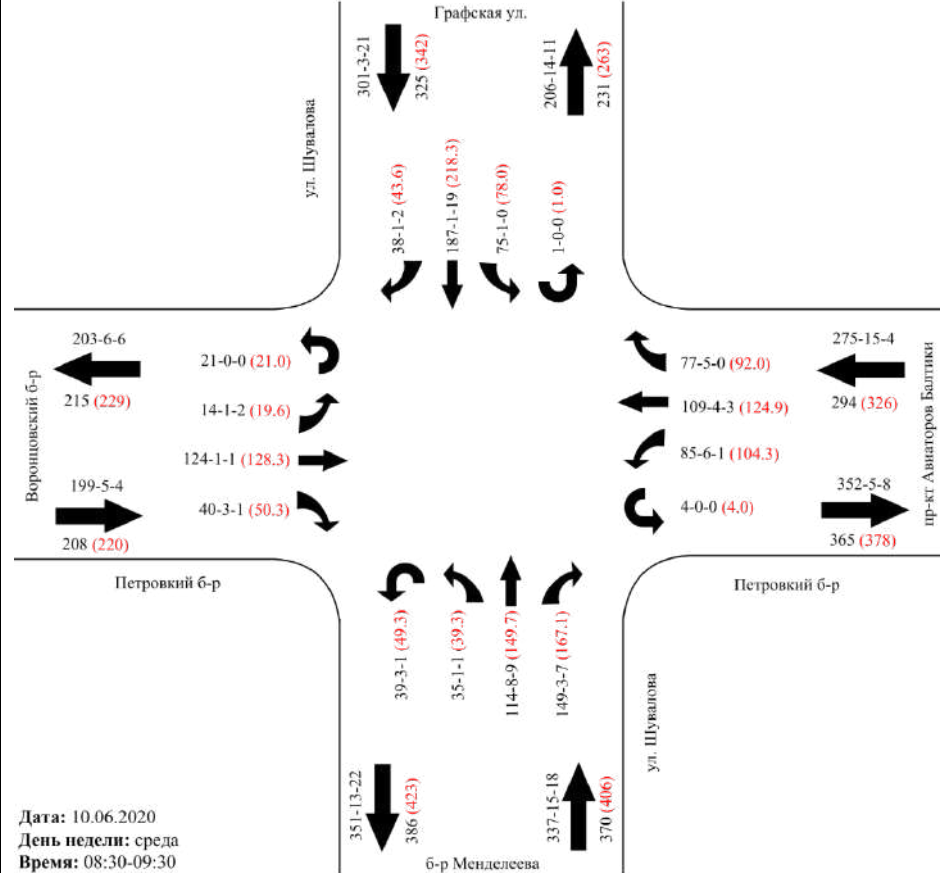 Графская ул.
301-3-21
325 (342)
206-14-11
231 (263)
ул. Шувалова
38-1-2 (43.6)
187-1-19 (218.3)
75-1-0 (78.0)
1-0-0 (1.0)
203-6-6
215 (229)
Воронцовский б-р
199-5-4
208 (220)
21-0-0 (21.0)
14-1-2 (19.6)
124-1-1 (128.3)
40-3-1 (50.3)
77-5-0 (92.0)
109-4-3 (124.9)
85-6-1 (104.3)
4-0-0 (4.0)
275-15-4
294 (326)
352-5-8
365 (378)
пр-кт Авиаторов Балтики
Петровкий б-р
Петровкий б-р
39-3-1 (49.3)
35-1-1 (39.3)
114-8-9 (149.7)
149-3-7 (167.1)
ул. Шувалова
351-13-22
386 (423)
337-15-18
370 (406)
б-р Менделеева
Дата: 10.06.2020
День недели: среда
Время: 08:30-09:30